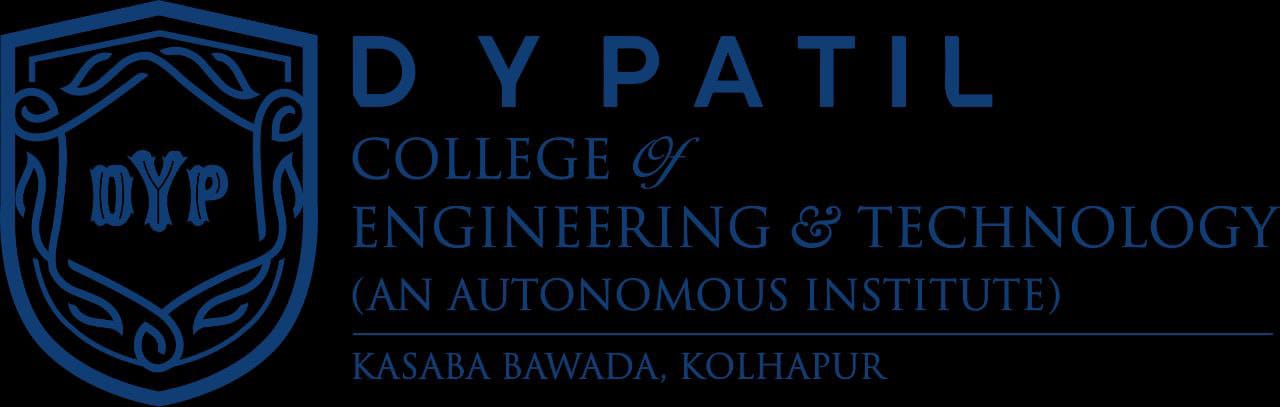 DYP
D Y PATIL
COLLEGE Of
ENGINEERING & TECHNOLOGY
(AN AUTONOMOUS INSTITUTE)
KASABA BAWADA, KOLHAPUR